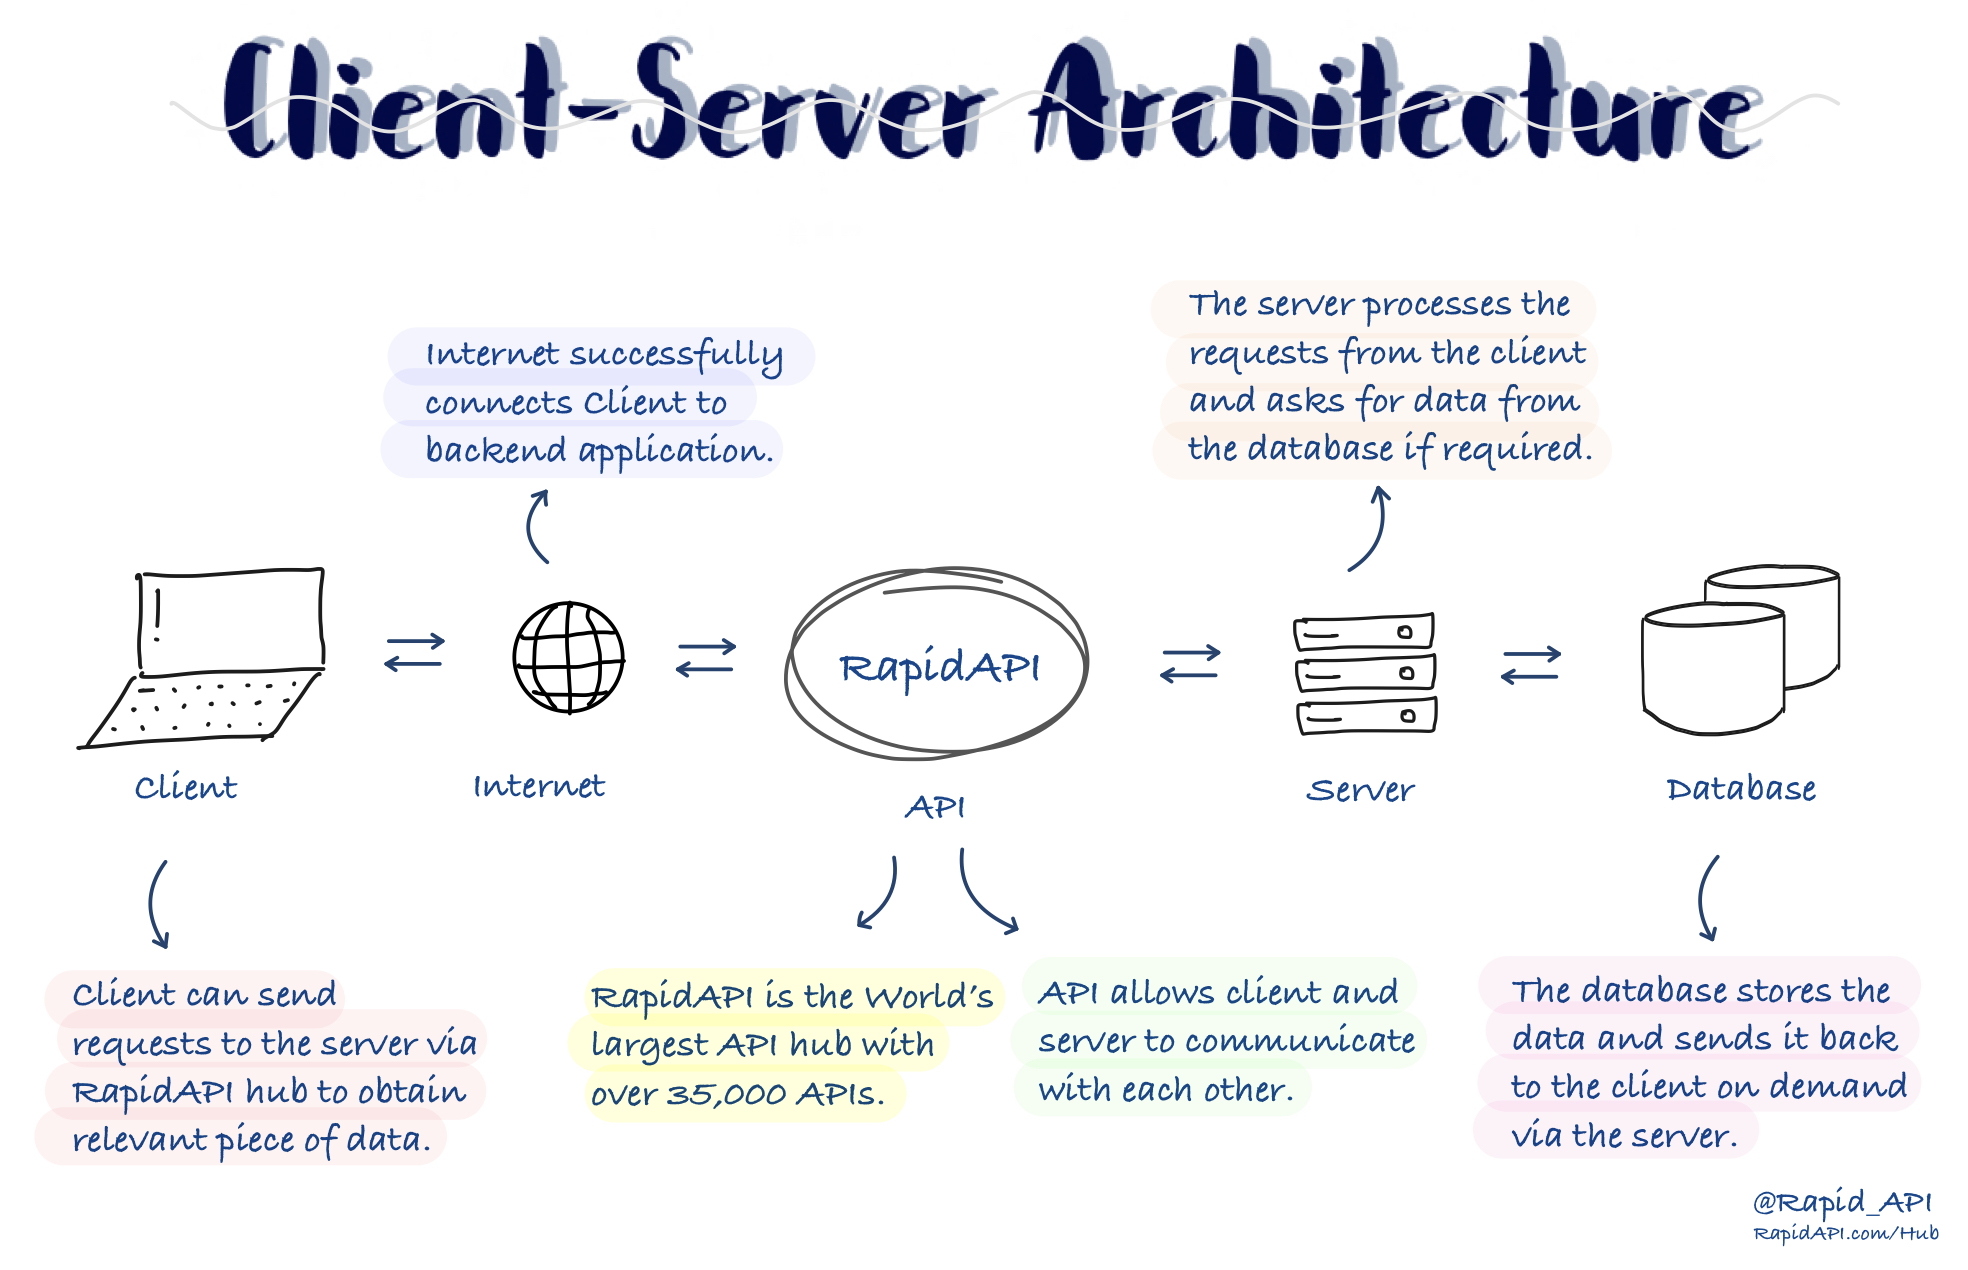 Client-Server Architecture
Internet successfully
connects Client to
backend application.
The server processes the
requests from the client
and asks for data from
the database if required.
RapidAPI
Client
Internet
API
Server
Database
Client can send
requests to the server via
RapidAPI hub to obtain
relevant piece of data.
RapidAPI is the World's
largest API hub with
over 35,000 APIs.
API allows client and
server to communicate
with each other.
The database stores the
data and sends it back
to the client on demand
via the server.
@Rapid_API
RapidAPI.com/Hub